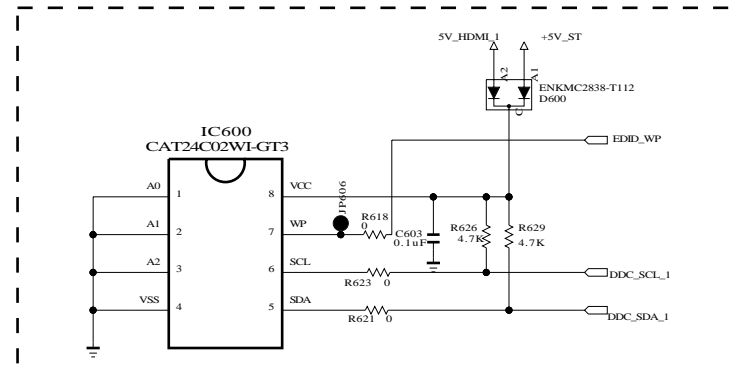 5V_HDMI_1 +5V_ST
A2 A1
ENKMC2838-T112
D600
C
IC600
CAT24C02WI-GT3
EDID_WP
A0 1 8 VCC
JP606
A1 2 7 WP
R618
0
C603
0.1uF
R626
4.7K
R629
4.7K
A2 3 6 SCL
R623 0
DDC_SCL_1
VSS 4 5 SDA
R621 0
DDC_SDA_1